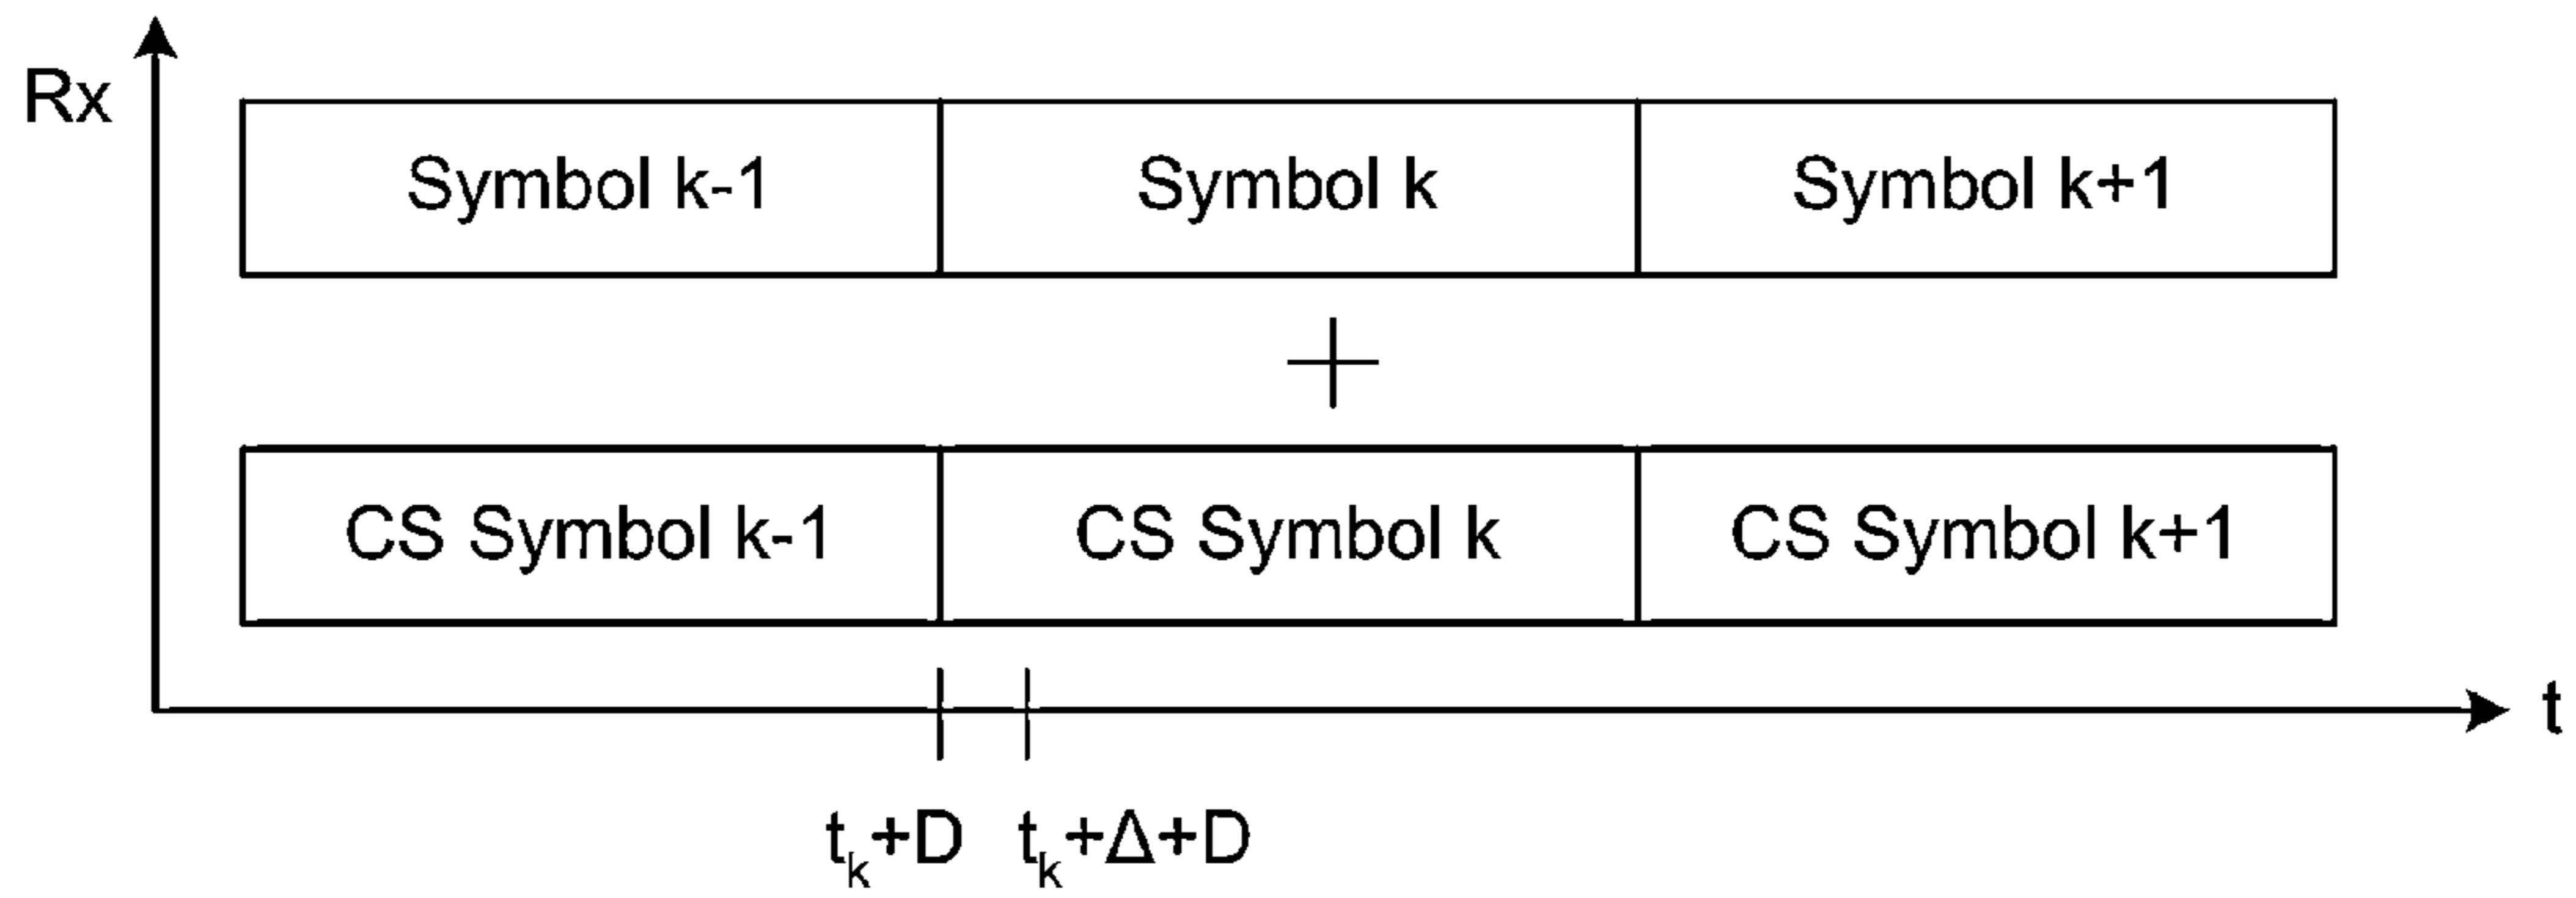 Rx
Symbol k-1 Symbol k Symbol k+1
+
CS Symbol k-1 CS Symbol k CS Symbol k+1
t
tk+D tk+Δ+D